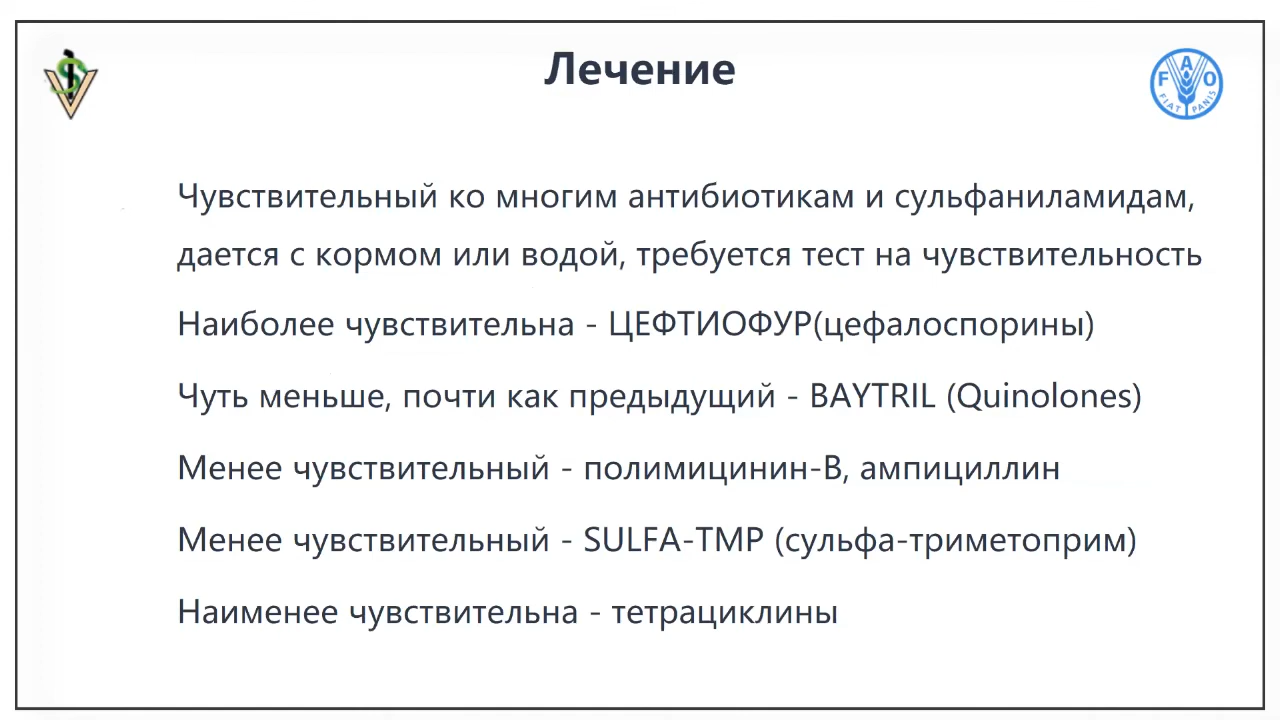 Лечение
F A O
FIAT PANIS
Чувствительный ко многим антибиотикам и сульфаниламидам,
дается с кормом или водой, требуется тест на чувствительность
Наиболее чувствительна - ЦЕФТИОФУР(цефалоспорины)
Чуть меньше, почти как предыдущий - BAYTRIL (Quinolones)
Менее чувствительный - полимицинин-В, ампициллин
Менее чувствительный - SULFA-TMP (сульфа-триметоприм)
Наименее чувствительна - тетрациклины